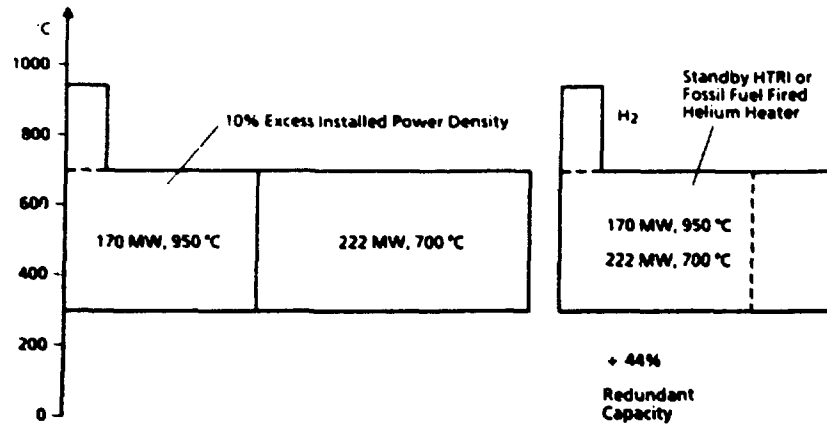 °C
1000
800
600
400
200
0
10% Excess Installed Power Density
170 MW, 950 °C
222 MW, 700 °C
H2
Standby HTRI or
Fossil Fuel Fired
Helium Heater
170 MW, 950 °C
222 MW, 700 °C
+ 44%
Redundant
Capacity